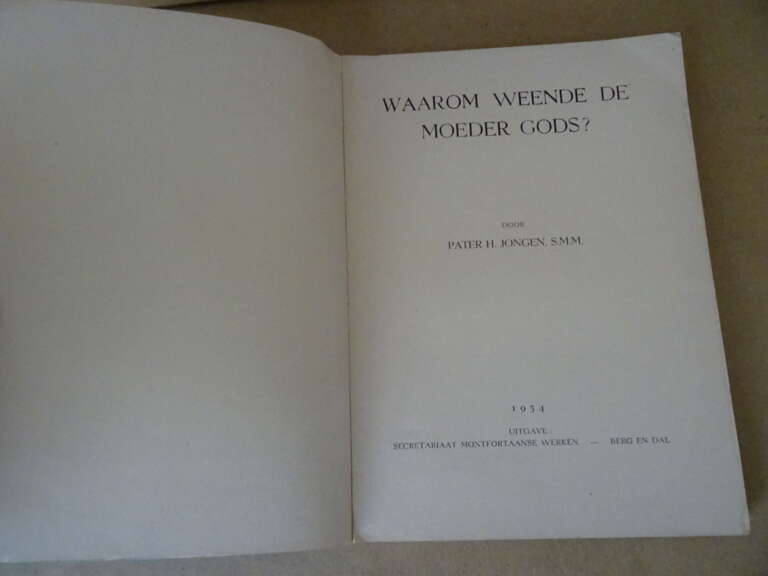 WAAROM WEENDE DE
MOEDER GODS?
DOOR
PATER H. JONGEN, S.M.M.
1954
UITGAVE:
SECRETARIAAT MONTFORTAANSE WERKEN — BERG EN DAL